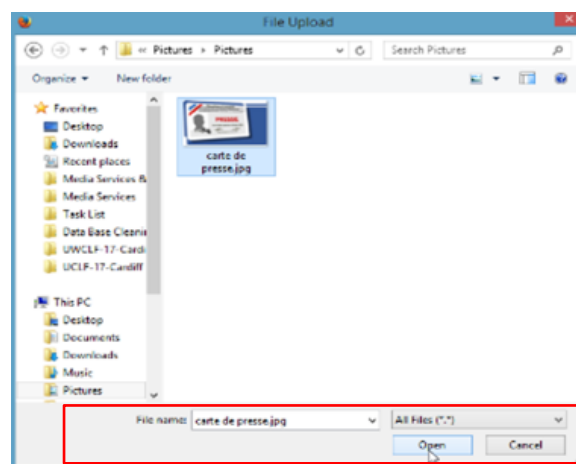 File Upload
« Pictures › Pictures
Search Pictures
Organize
New folder
Favorites
Desktop
Downloads
Recent places
Media Services &
Media Services
Task List
Data Base Cleanin
UWCLF-17-Cardi
UCLF-17-Cardiff
This PC
Desktop
Documents
Downloads
Music
Pictures
PRESSE
carte de
presse.jpg
File name: carte de presse.jpg
All Files (*.*)
Open
Cancel